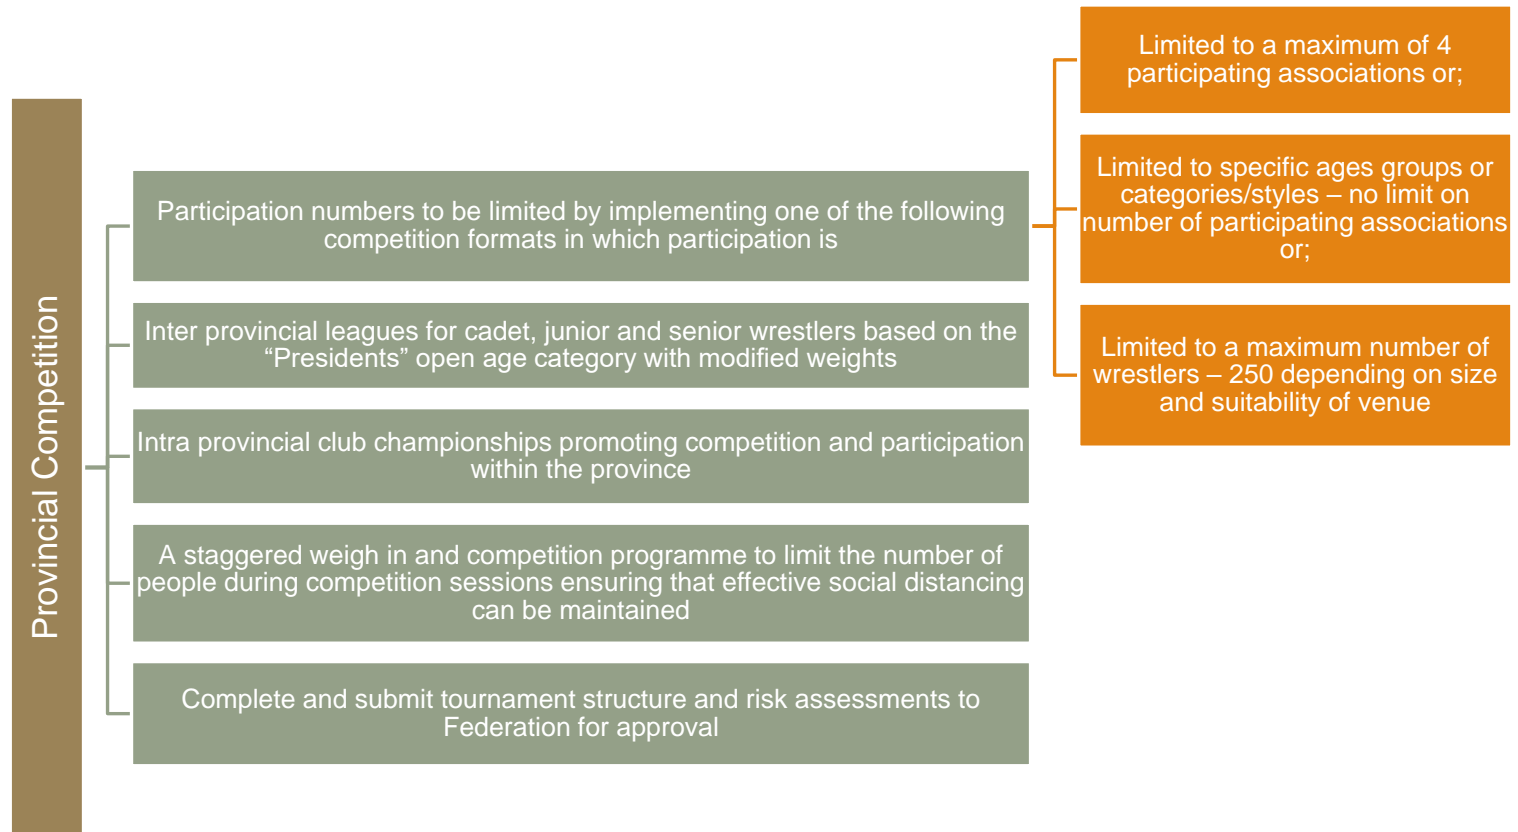 Provincial Competition
Participation numbers to be limited by implementing one of the following
competition formats in which participation is
Limited to a maximum of 4
participating associations or;
Limited to specific ages groups or
categories/styles – no limit on
number of participating associations
or;
Limited to a maximum number of
wrestlers – 250 depending on size
and suitability of venue
Inter provincial leagues for cadet, junior and senior wrestlers based on the
“Presidents” open age category with modified weights
Intra provincial club championships promoting competition and participation
within the province
A staggered weigh in and competition programme to limit the number of
people during competition sessions ensuring that effective social distancing
can be maintained
Complete and submit tournament structure and risk assessments to
Federation for approval